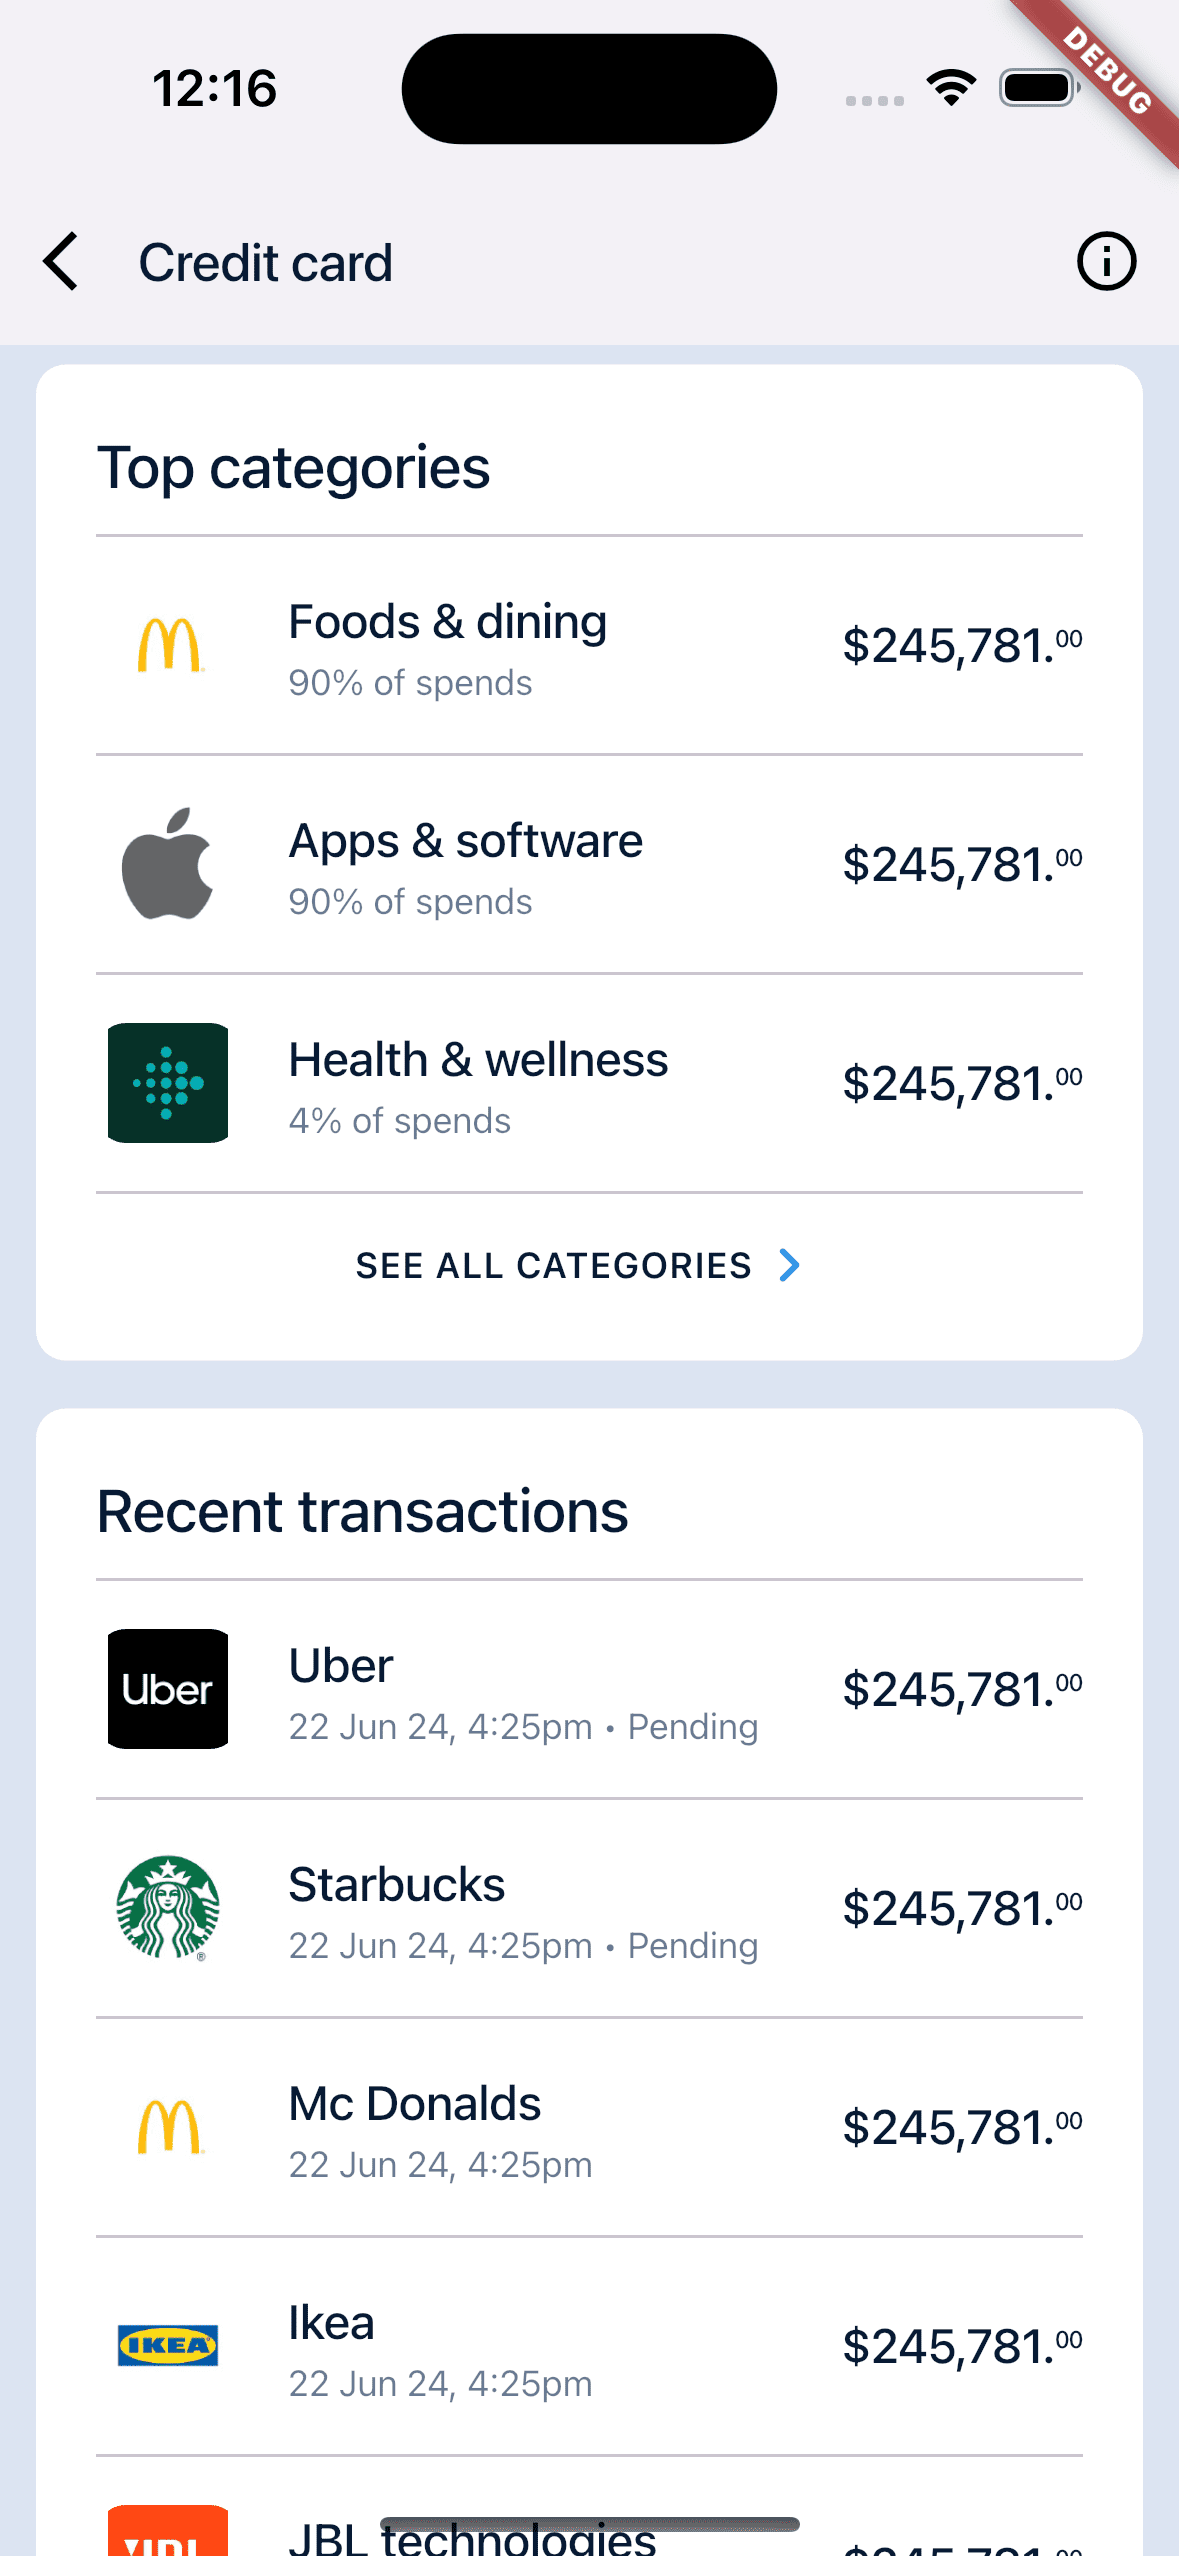 12:16
DEBUG
Credit card
Top categories
Foods & dining
$245,781.00
90% of spends
Apps & software
$245,781.00
90% of spends
Health & wellness
$245,781.00
4% of spends
SEE ALL CATEGORIES
Recent transactions
Uber
Uber
$245,781.00
22 Jun 24, 4:25pm • Pending
Starbucks
$245,781.00
22 Jun 24, 4:25pm • Pending
Mc Donalds
$245,781.00
22 Jun 24, 4:25pm
IKEA
Ikea
$245,781.00
22 Jun 24, 4:25pm
JBL technologies